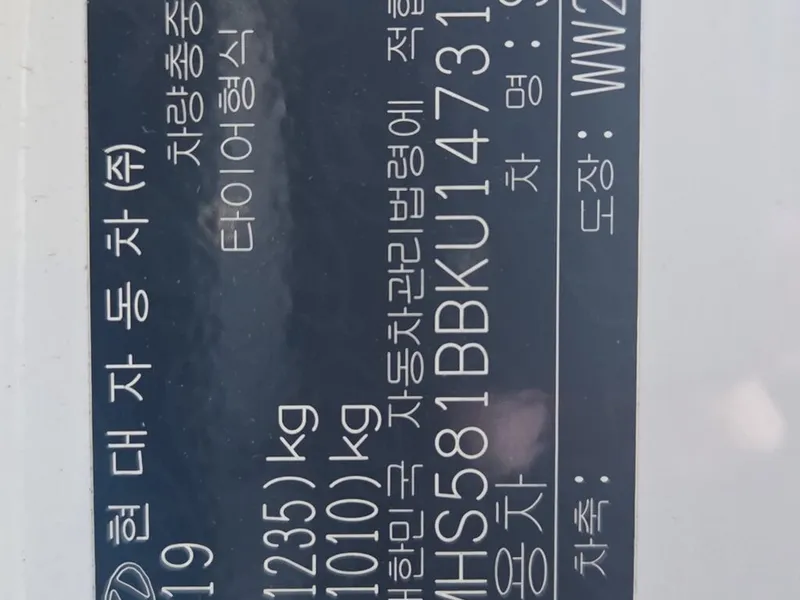 현대자동차(주)
19 차량총중
타이어형식
1235)kg
1010)kg
대한민국 자동차관리법령에 적합
MHS581BBKU14731
용차 차 명:
차축: 도장: WW2